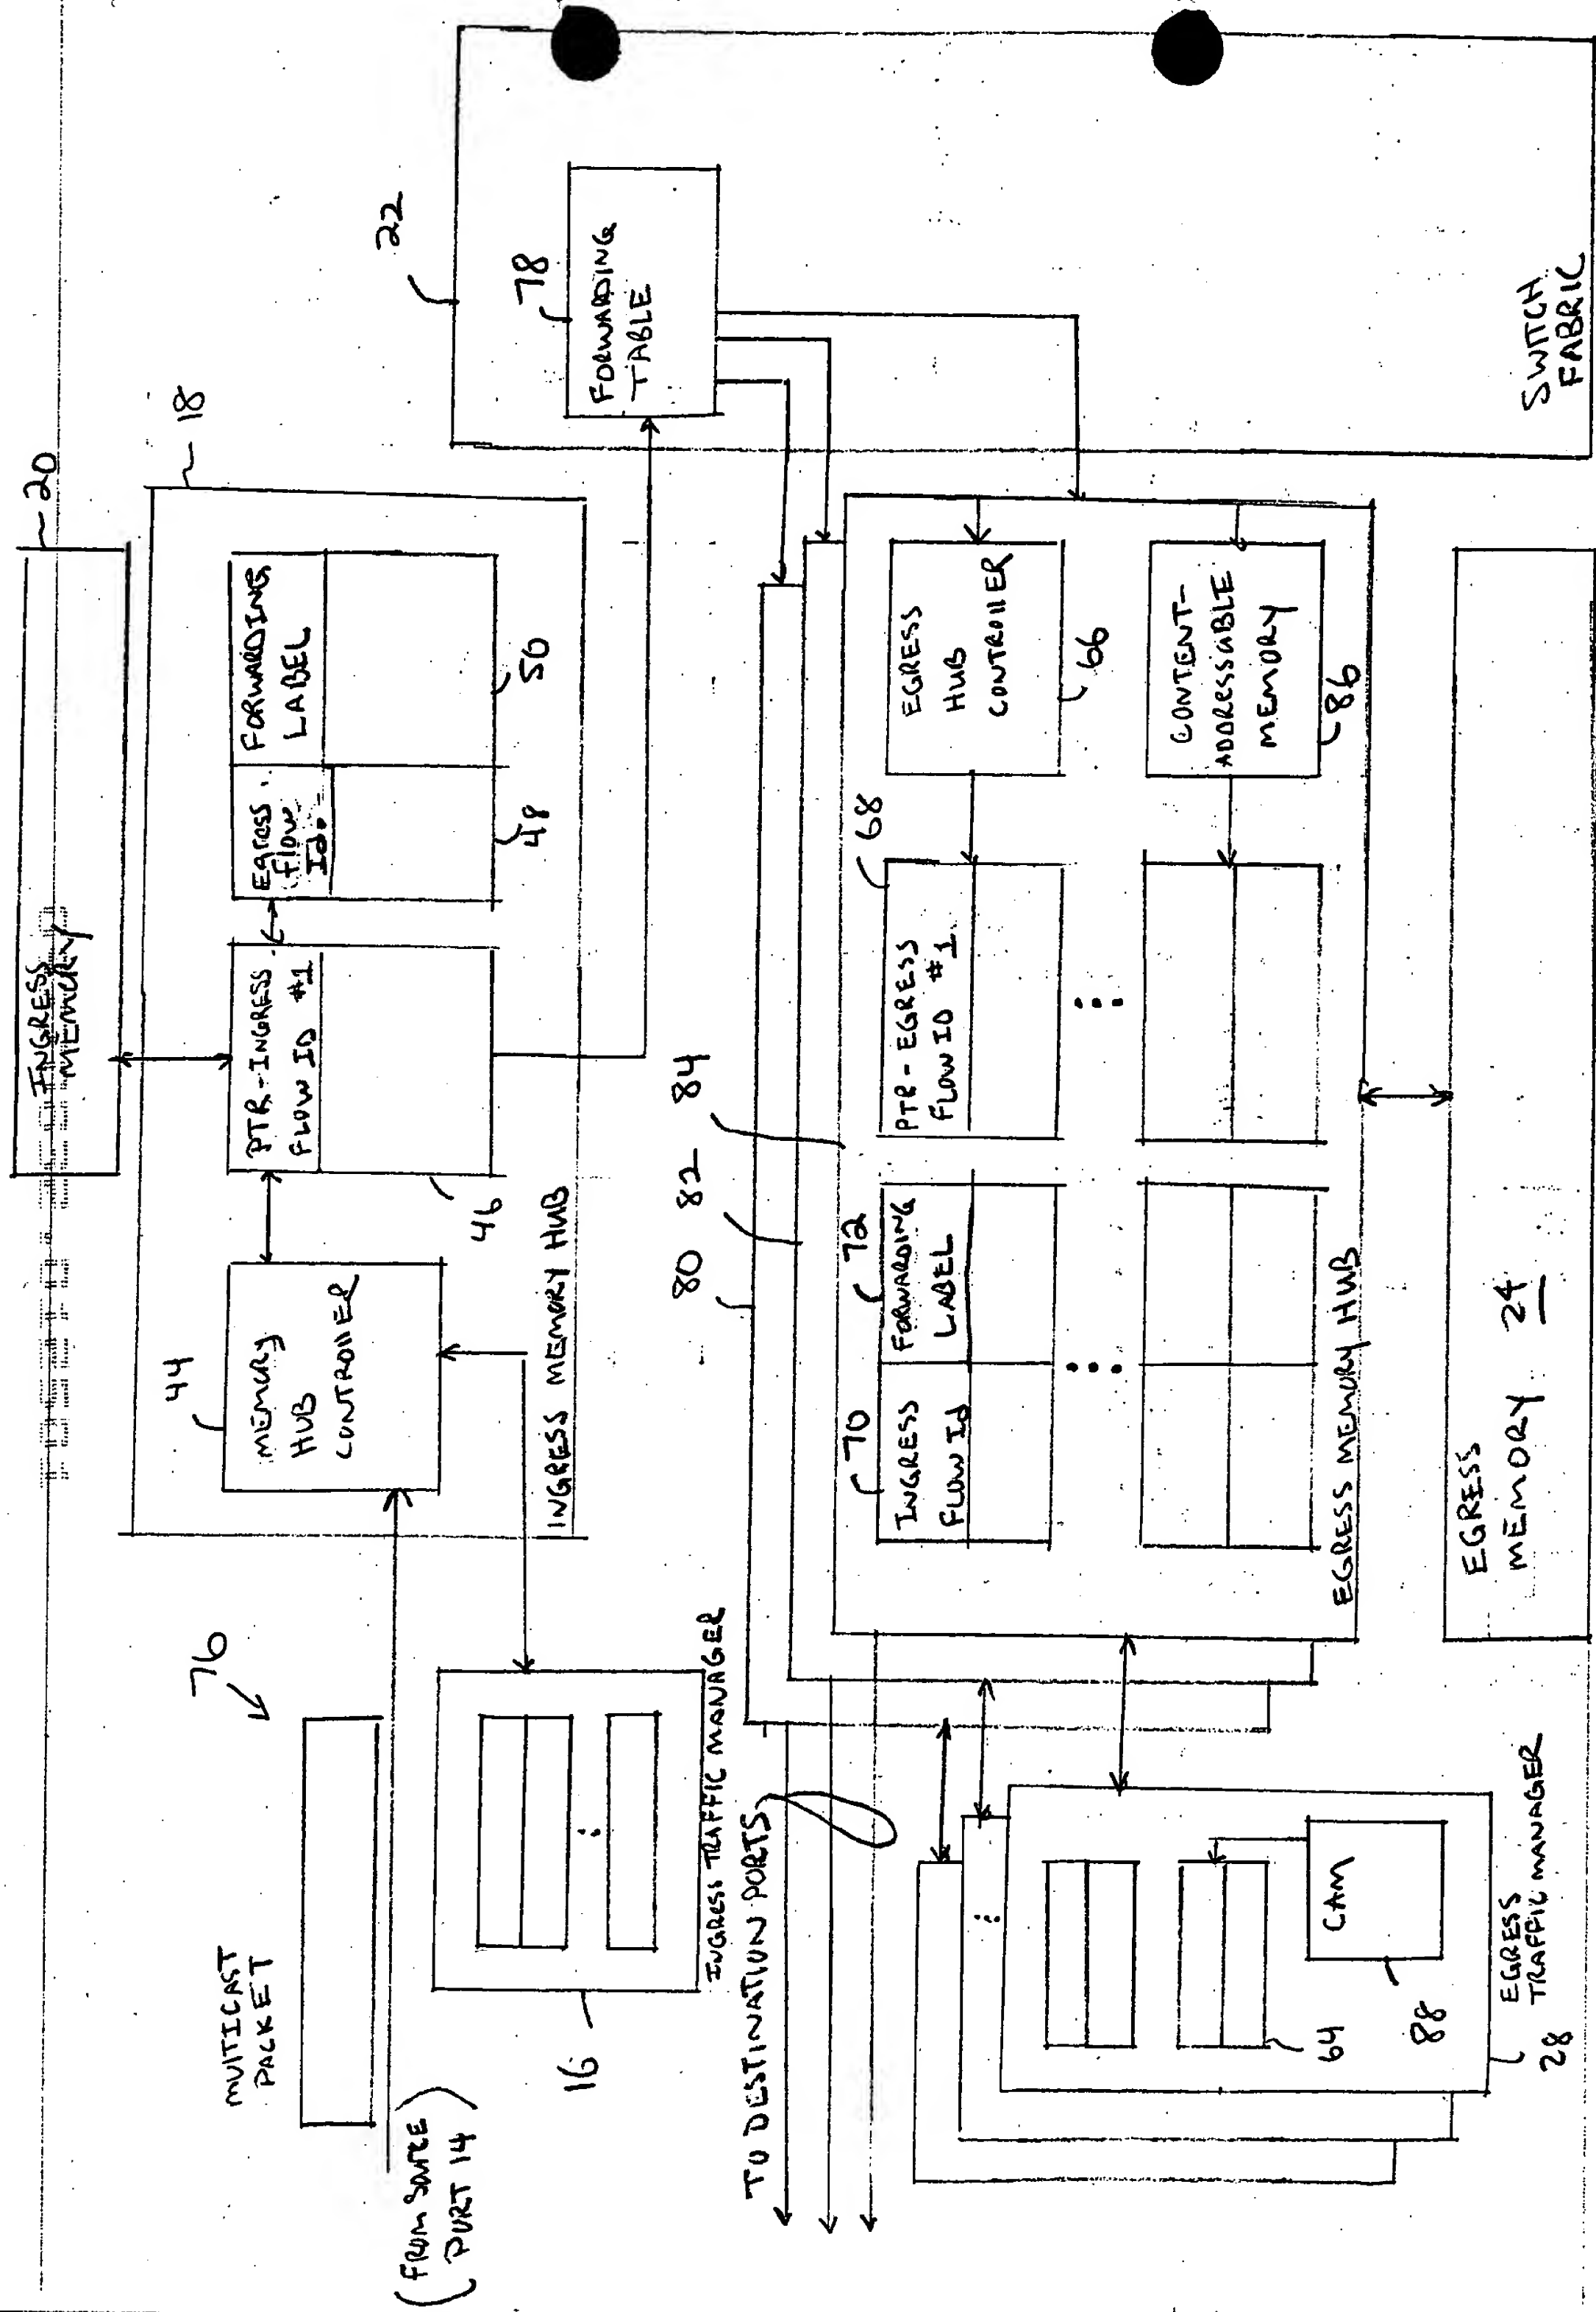 MULTICAST
PACKET
76
(FROM SOURCE
PORT 14)
16
INGRESS TRAFFIC MANAGER
INGRESS
MEMORY
20
18
44
MEMORY
HUB
CONTROllER
PTR-INGRESS
FLOW ID #1
46
Egress
Flow
Id.
48
FORWARDING
LABEL
50
INGRESS MEMORY HUB
22
78
FORWARDING
TABLE
SWITCH
FABRIC
TO DESTINATION PORTS
80
82
84
70
INGRESS
FLOW Id
72
FORWARDING
LABEL
68
PTR-EGRESS
FLOW ID #1
EGRESS
HUB
CONTROllER
66
CONTENT-
ADDRESSABLE
MEMORY
86
EGRESS MEMORY HUB
64
CAM
88
EGRESS
TRAFFIC MANAGER
28
EGRESS
MEMORY 24